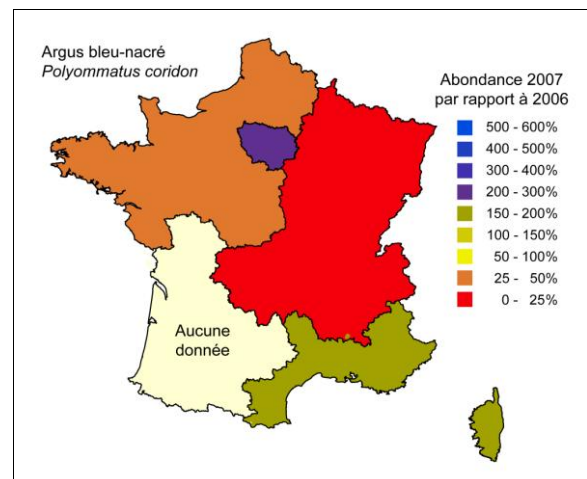 Argus bleu-nacré
Polyommatus coridon
Abondance 2007
par rapport à 2006
500 - 600%
400 - 500%
300 - 400%
200 - 300%
150 - 200%
100 - 150%
50 - 100%
25 - 50%
0 - 25%
Aucune
donnée